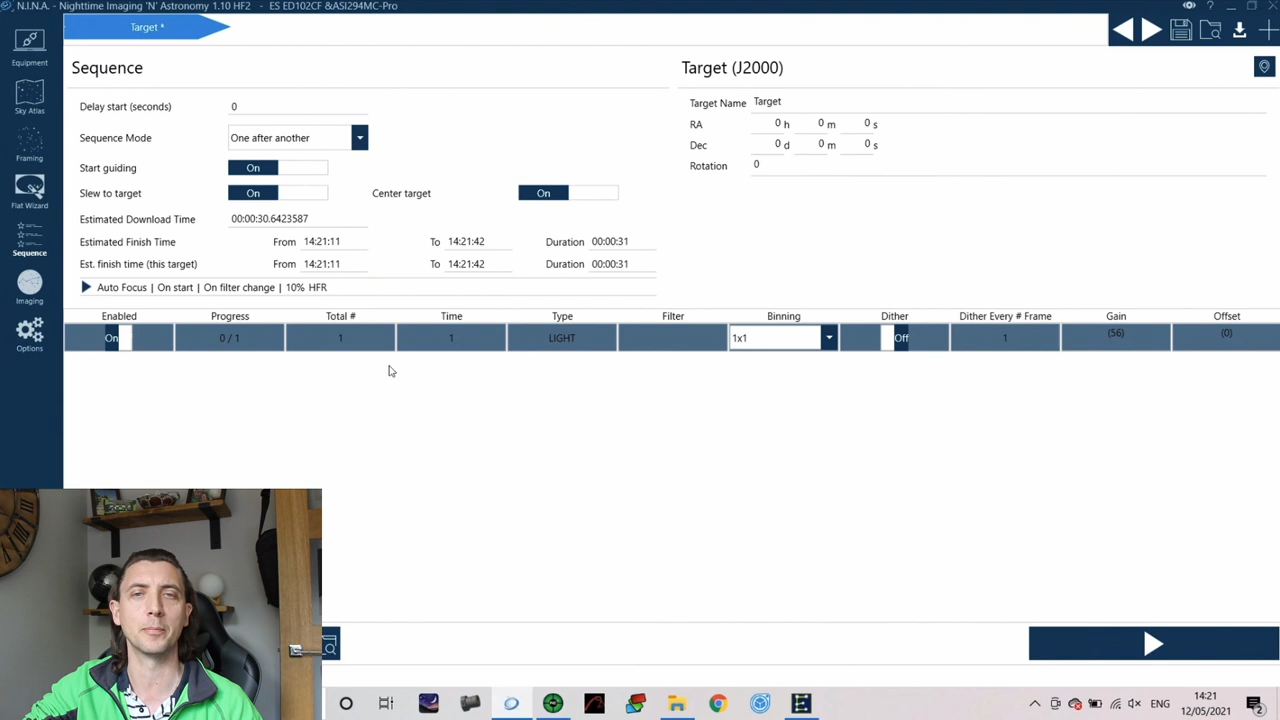 N.I.N.A. - Nighttime Imaging 'N' Astronomy 1.10 HF2 - ES ED102CF &ASI294MC-Pro
Target *
Equipment
Sky Atlas
Framing
Flat Wizard
Sequence
Imaging
Options
Sequence
Delay start (seconds) 0
Sequence Mode One after another
Start guiding On
Slew to target On Center target On
Estimated Download Time 00:00:30.6423587
Estimated Finish Time From 14:21:11 To 14:21:42 Duration 00:00:31
Est. finish time (this target) From 14:21:11 To 14:21:42 Duration 00:00:31
Auto Focus | On start | On filter change | 10% HFR
Target (J2000)
Target Name Target
RA 0 h 0 m 0 s
Dec 0 d 0 m 0 s
Rotation 0
Enabled Progress Total # Time Type Filter Binning Dither Dither Every # Frame Gain Offset
On 0 / 1 1 1 LIGHT 1x1 Off 1 (56) (0)
ENG
14:21
12/05/2021
2